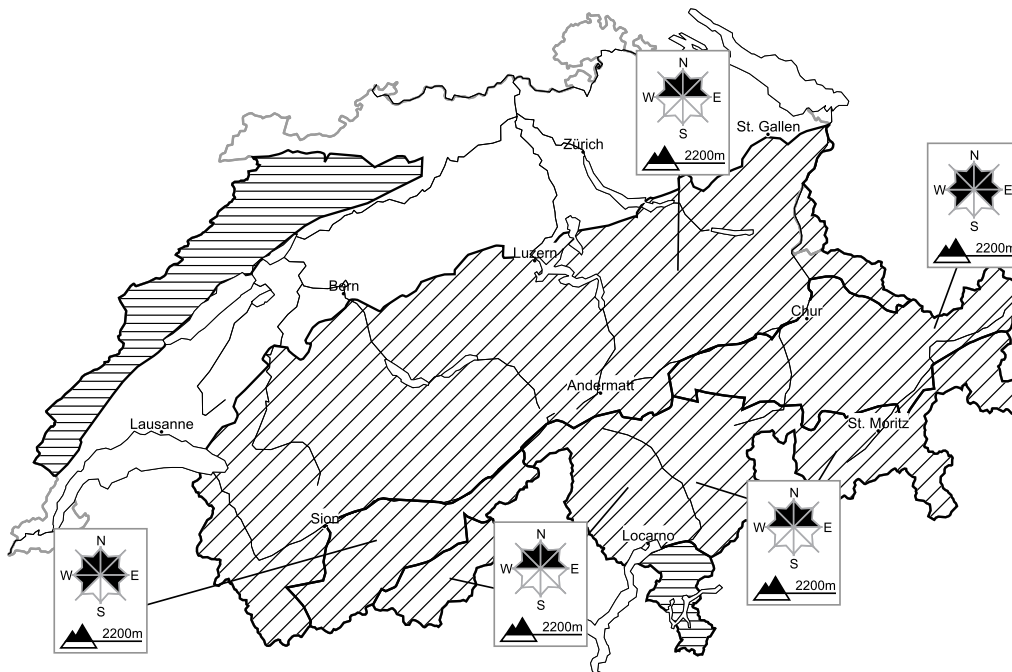 N
W E
S
2200m
St. Gallen
Zürich
N
W E
S
2200m
Luzern
Bern
Chur
Andermatt
Lausanne
St. Moritz
N
W E
S
2200m
Sion
Locarno
N
W E
S
2200m
N
W E
S
2200m